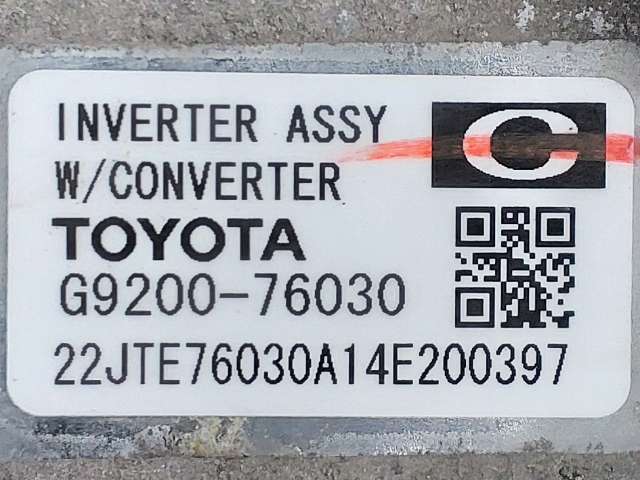 INVERTER ASSY
C
W/CONVERTER
TOYOTA
G9200-76030
22JTE76030A14E200397